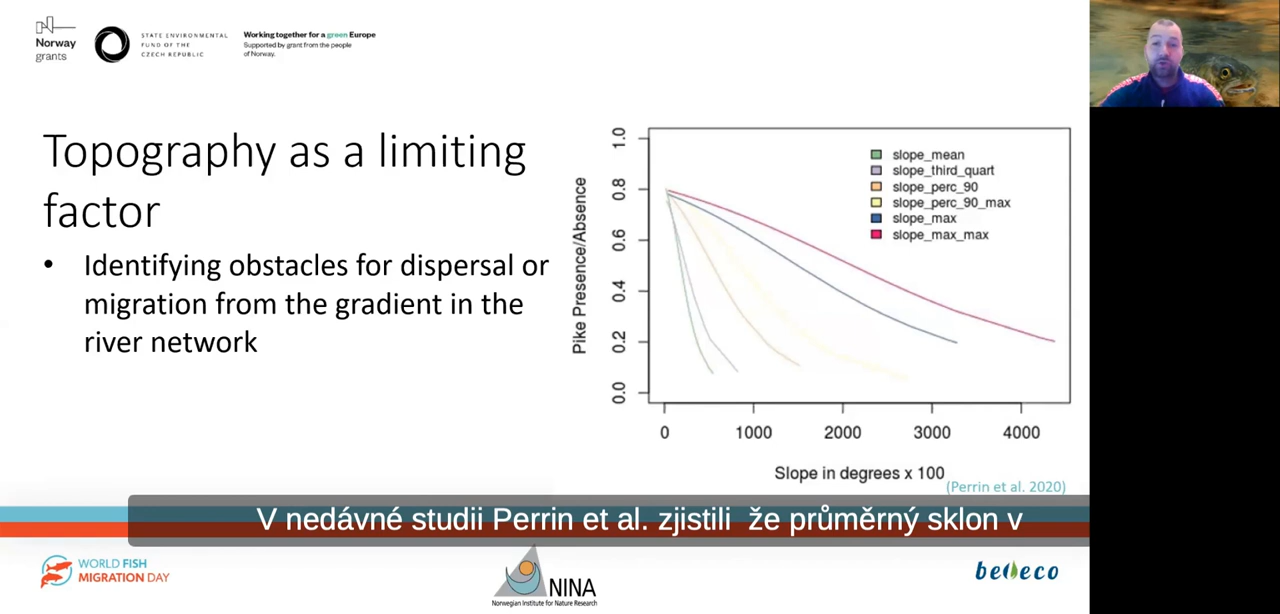 Norway
grants
STATE ENVIRONMENTAL
FUND OF THE
CZECH REPUBLIC
Working together for a green Europe
Supported by grant from the people
of Norway.
Topography as a limiting
factor
• Identifying obstacles for dispersal or
migration from the gradient in the
river network
Pike Presence/Absence
1.0
0.8
0.6
0.4
0.2
0.0
slope_mean
slope_third_quart
slope_perc_90
slope_perc_90_max
slope_max
slope_max_max
0 1000 2000 3000 4000
Slope in degrees x 100
(Perrin et al. 2020)
V nedávné studii Perrin et al. zjistili že průměrný sklon v
WORLD FISH
MIGRATION DAY
NINA
Norwegian Institute for Nature Research
beleco